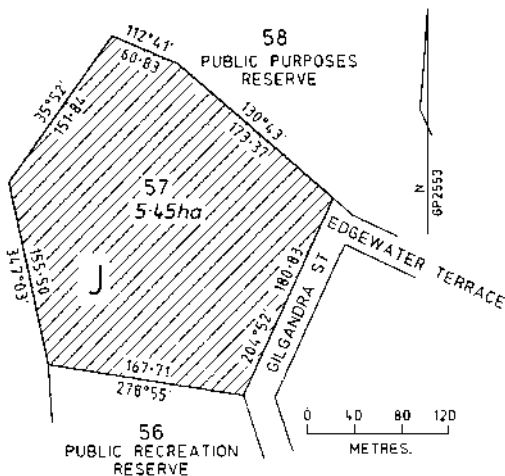 112°41'
60·83
58
PUBLIC PURPOSES
RESERVE
35°52'
151·84
130°43'
173·37
57
5·45ha
N
GP2553
EDGEWATER TERRACE
GILGANDRA ST
347°03'
155·50
J
204°52'
180·83
167·71
278°55'
0 40 80 120
METRES.
56
PUBLIC RECREATION
RESERVE